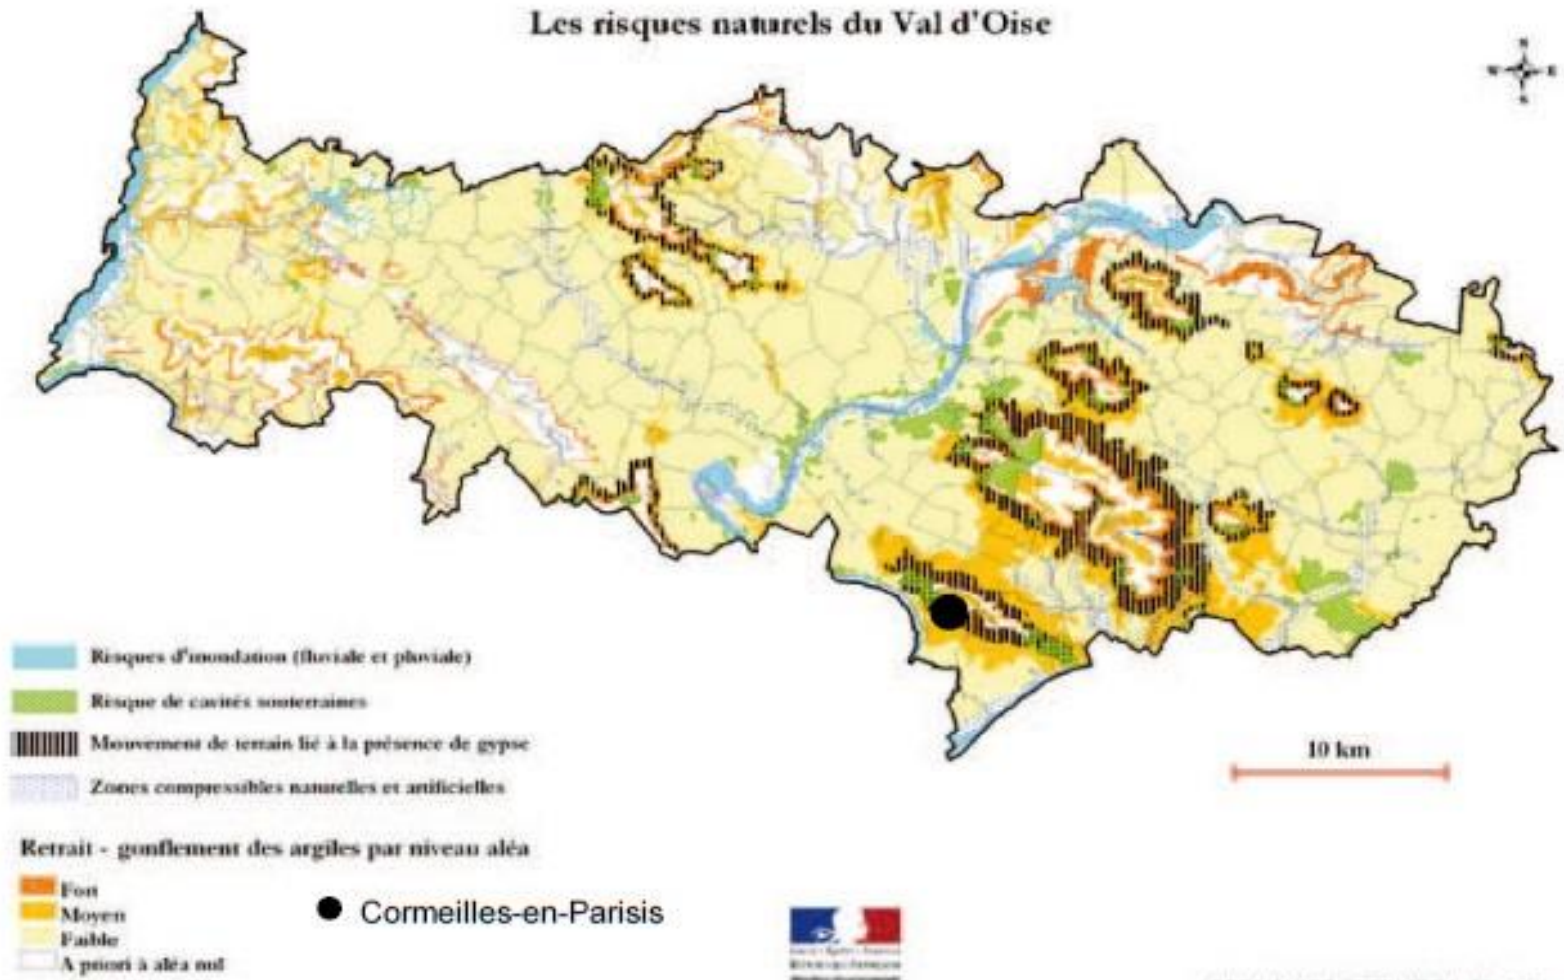 Les risques naturels du Val d'Oise
N
W E
S
Risques d'inondation (fluviale et pluviale)
Risque de cavités souterraines
Mouvement de terrain lié à la présence de gypse
Zones compressibles naturelles et artificielles
10 km
Retrait - gonflement des argiles par niveau aléa
Fort
Moyen
Faible
A priori à aléa nul
Cormeilles-en-Parisis